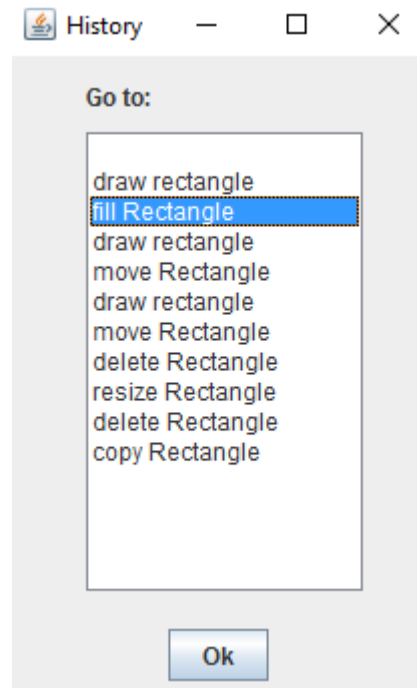 History
Go to:
draw rectangle
fill Rectangle
draw rectangle
move Rectangle
draw rectangle
move Rectangle
delete Rectangle
resize Rectangle
delete Rectangle
copy Rectangle
Ok